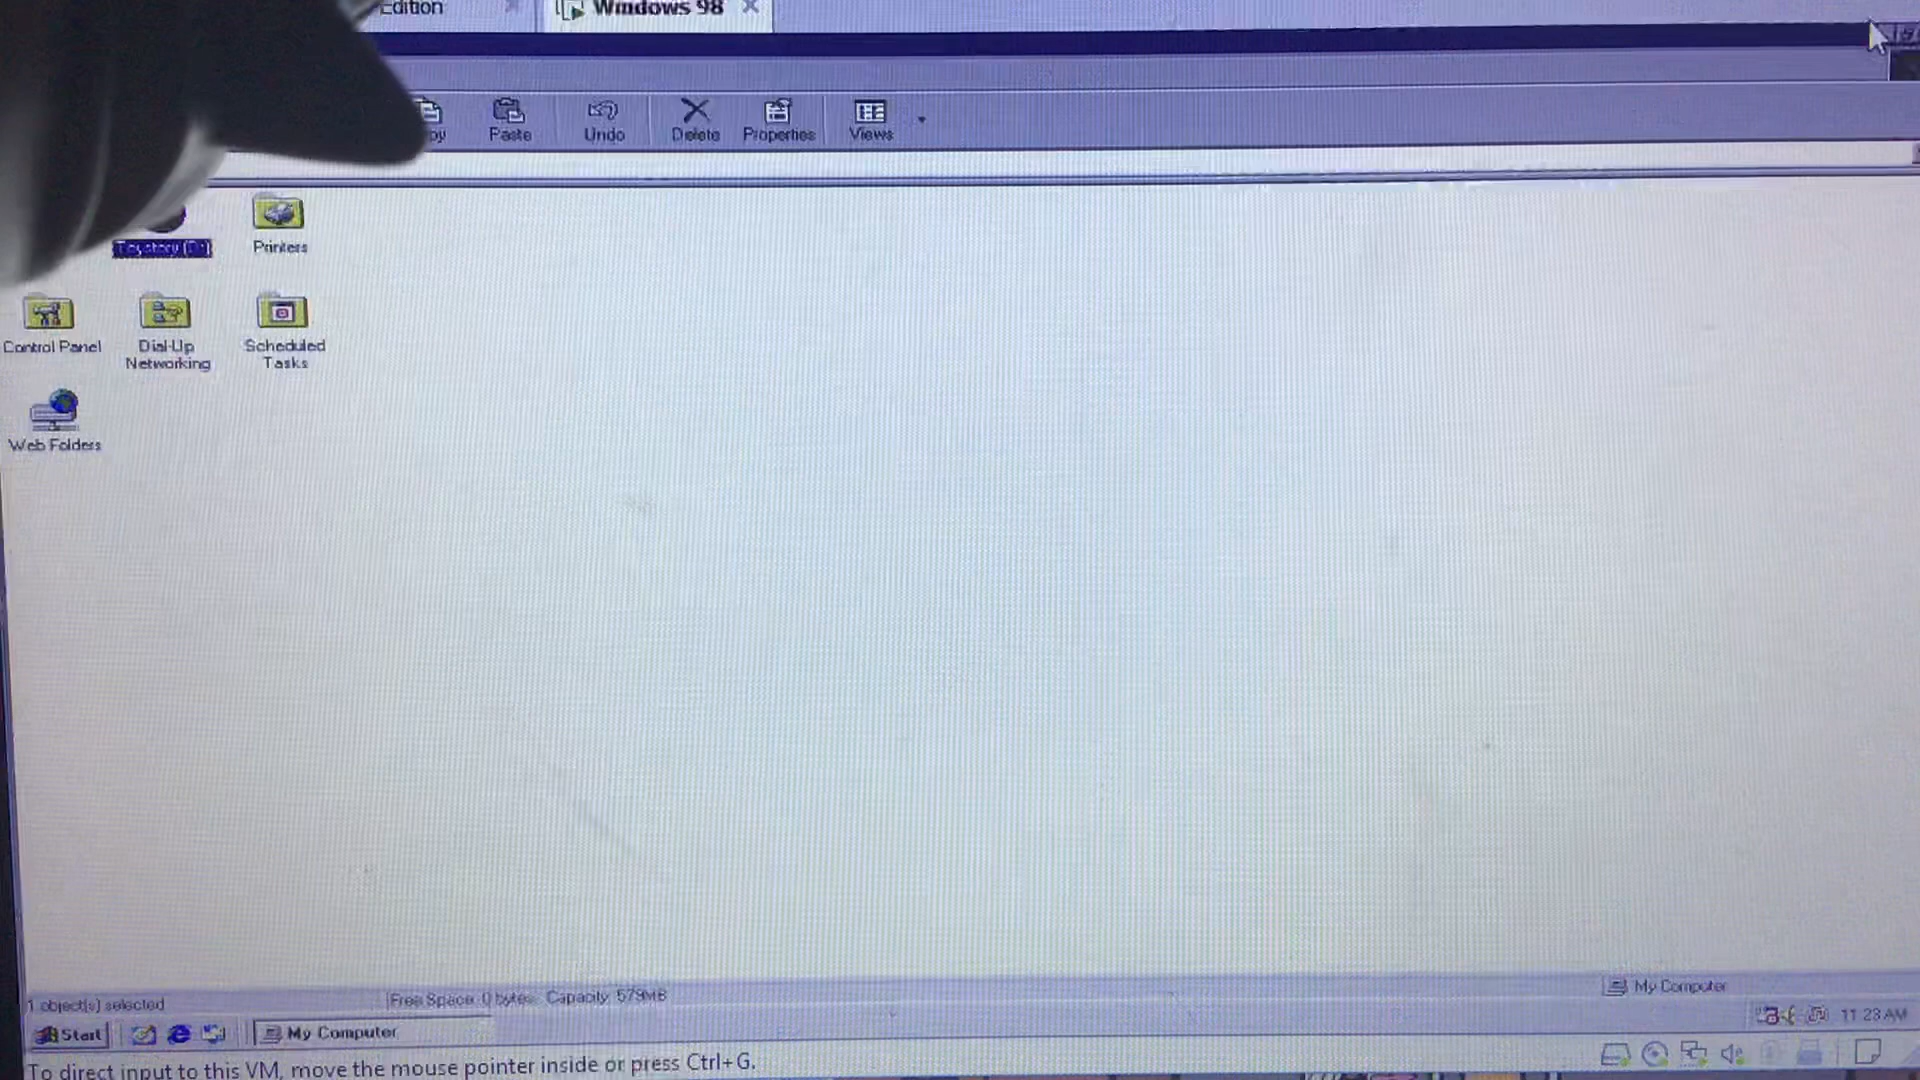 Edition
Windows 98
Paste
Undo
Delete
Properties
Views
Toystory (D:)
Printers
Control Panel
Dial-Up
Networking
Scheduled
Tasks
Web Folders
1 object(s) selected
Free Space: 0 bytes, Capacity: 579MB
My Computer
Start
My Computer
11:23 AM
To direct input to this VM, move the mouse pointer inside or press Ctrl+G.